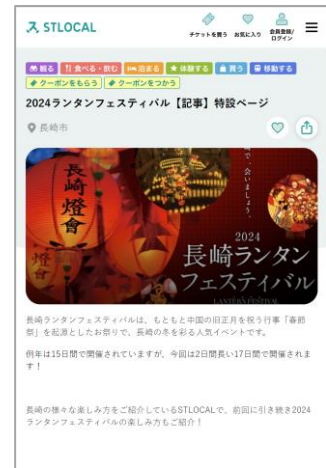 STLOCAL
チケットを買う お気に入り 会員登録/
ログイン
観る 食べる・飲む 泊まる 体験する 買う 移動する
クーポンをもらう クーポンをつかう
2024ランタンフェスティバル【記事】特設ページ
長崎市
長崎燈會
で、会いましょう。
2024
長崎ランタン
フェスティバル
LANTERN FESTIVAL
長崎ランタンフェスティバルは、もともと中国の旧正月を祝う行事「春節
祭」を起源としたお祭りで、長崎の冬を彩る人気イベントです。
例年は15日間で開催されていますが、今回は2日間長い17日間で開催されま
す！
長崎の様々な楽しみ方をご紹介しているSTLOCALで、前回に引き続き2024
ランタンフェスティバルの楽しみ方もご紹介！